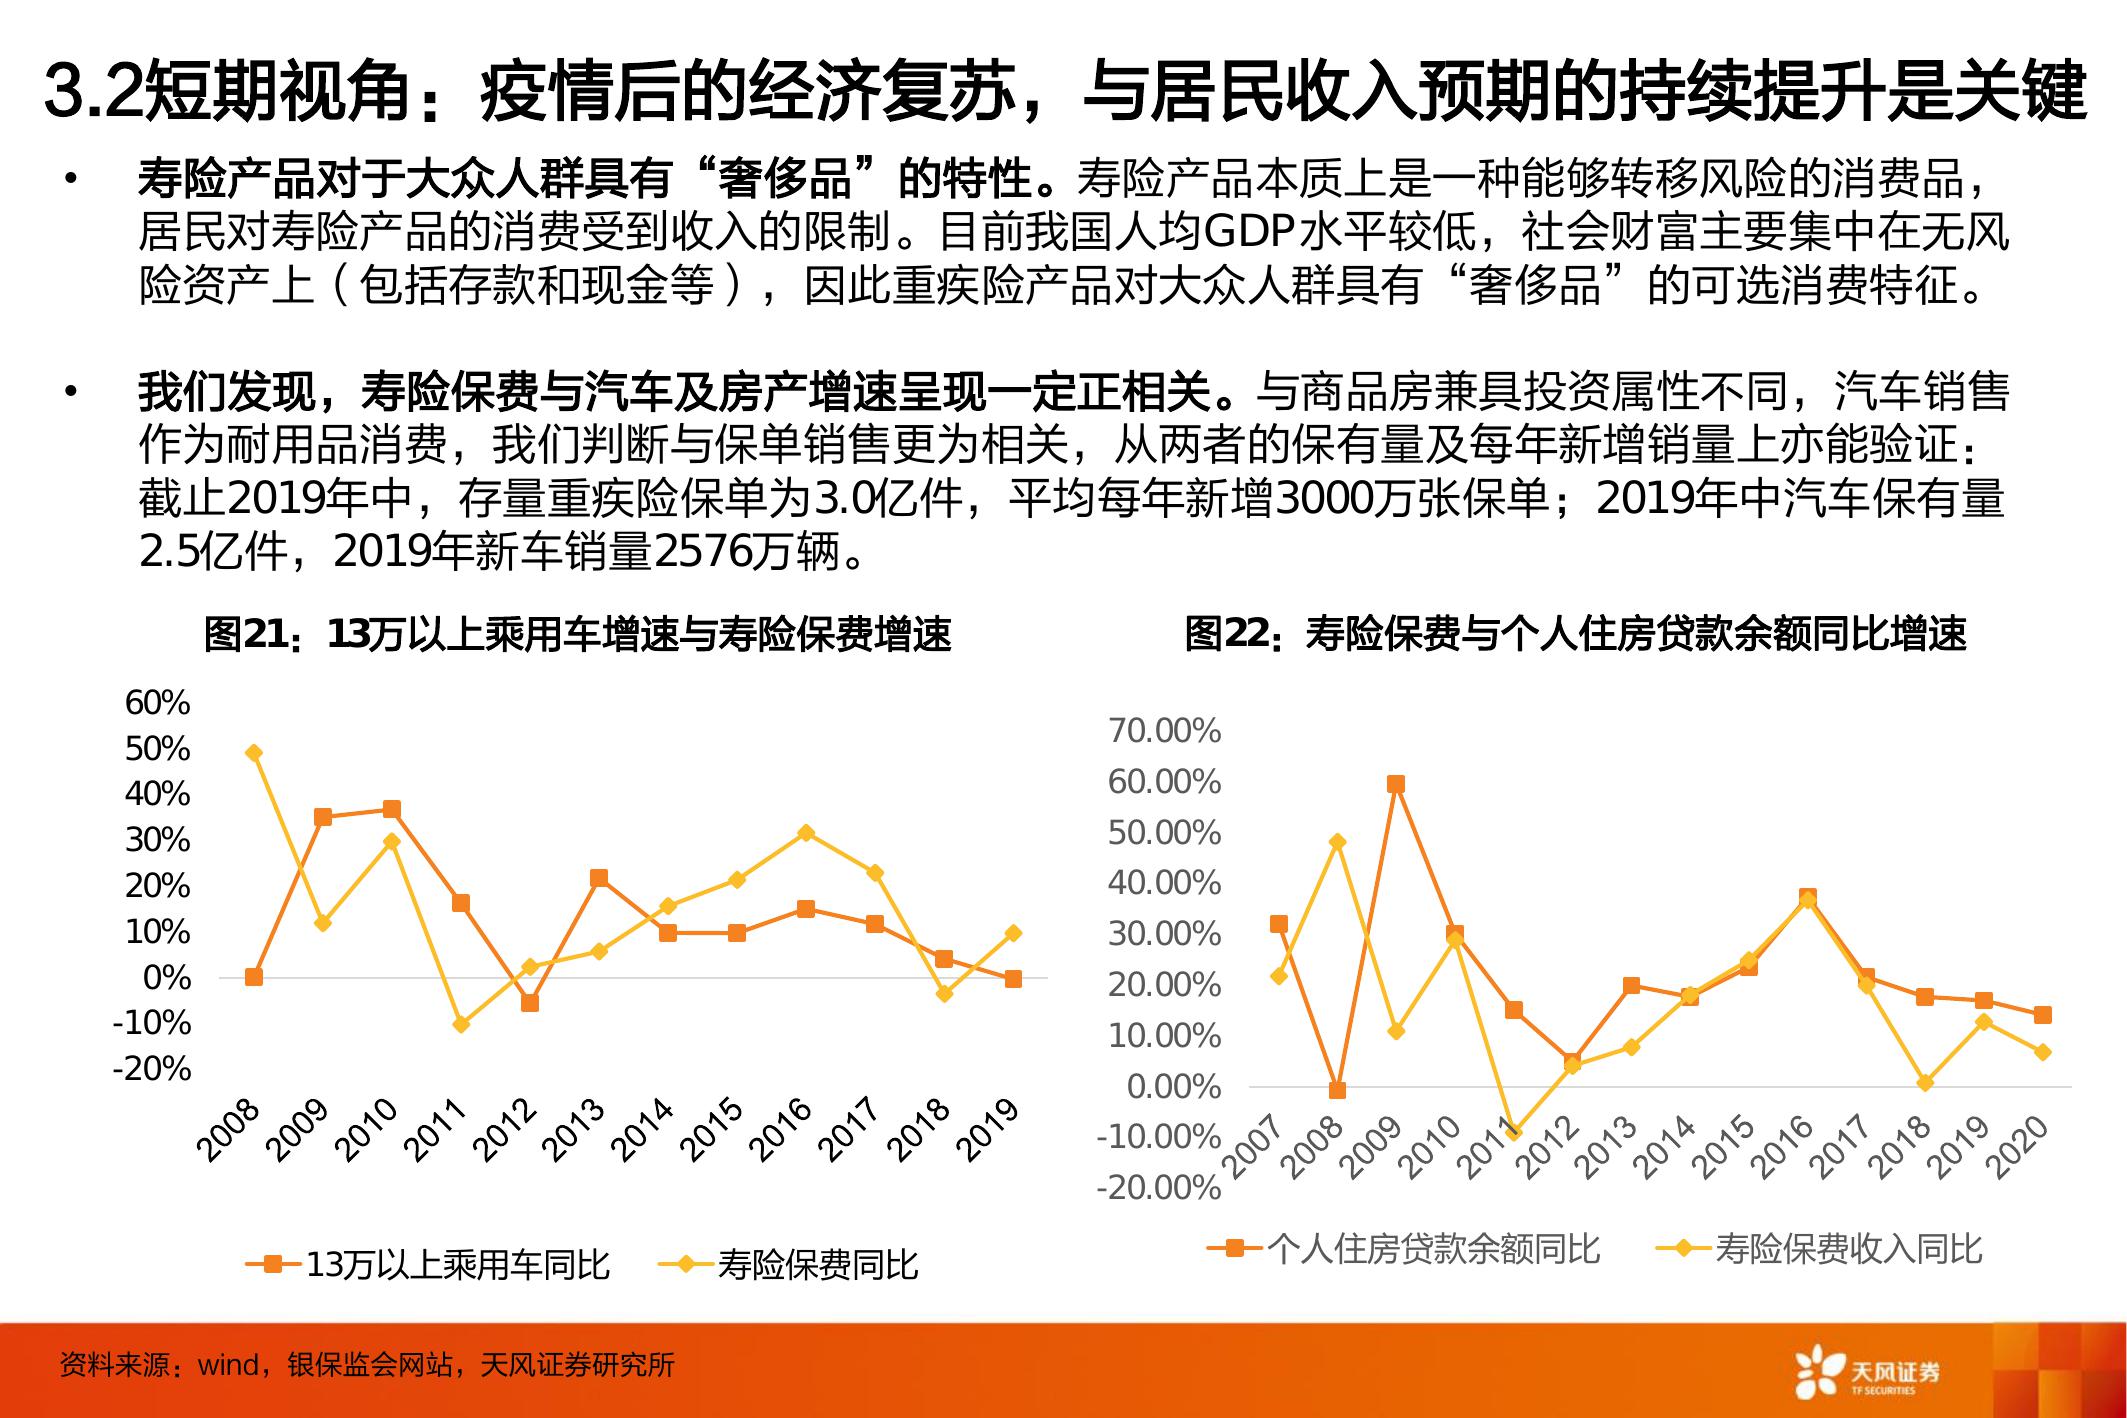 3.2短期视角：疫情后的经济复苏，与居民收入预期的持续提升是关键
• 寿险产品对于大众人群具有“奢侈品”的特性。寿险产品本质上是一种能够转移风险的消费品，
居民对寿险产品的消费受到收入的限制。目前我国人均GDP水平较低，社会财富主要集中在无风
险资产上（包括存款和现金等），因此重疾险产品对大众人群具有“奢侈品”的可选消费特征。
• 我们发现，寿险保费与汽车及房产增速呈现一定正相关。与商品房兼具投资属性不同，汽车销售
作为耐用品消费，我们判断与保单销售更为相关，从两者的保有量及每年新增销量上亦能验证：
截止2019年中，存量重疾险保单为3.0亿件，平均每年新增3000万张保单；2019年中汽车保有量
2.5亿件，2019年新车销量2576万辆。
图21：13万以上乘用车增速与寿险保费增速
60%
50%
40%
30%
20%
10%
0%
-10%
-20%
2008 2009 2010 2011 2012 2013 2014 2015 2016 2017 2018 2019
13万以上乘用车同比 寿险保费同比
图22：寿险保费与个人住房贷款余额同比增速
70.00%
60.00%
50.00%
40.00%
30.00%
20.00%
10.00%
0.00%
-10.00%
-20.00%
2007 2008 2009 2010 2011 2012 2013 2014 2015 2016 2017 2018 2019 2020
个人住房贷款余额同比 寿险保费收入同比
资料来源：wind，银保监会网站，天风证券研究所
天风证券
TF SECURITIES